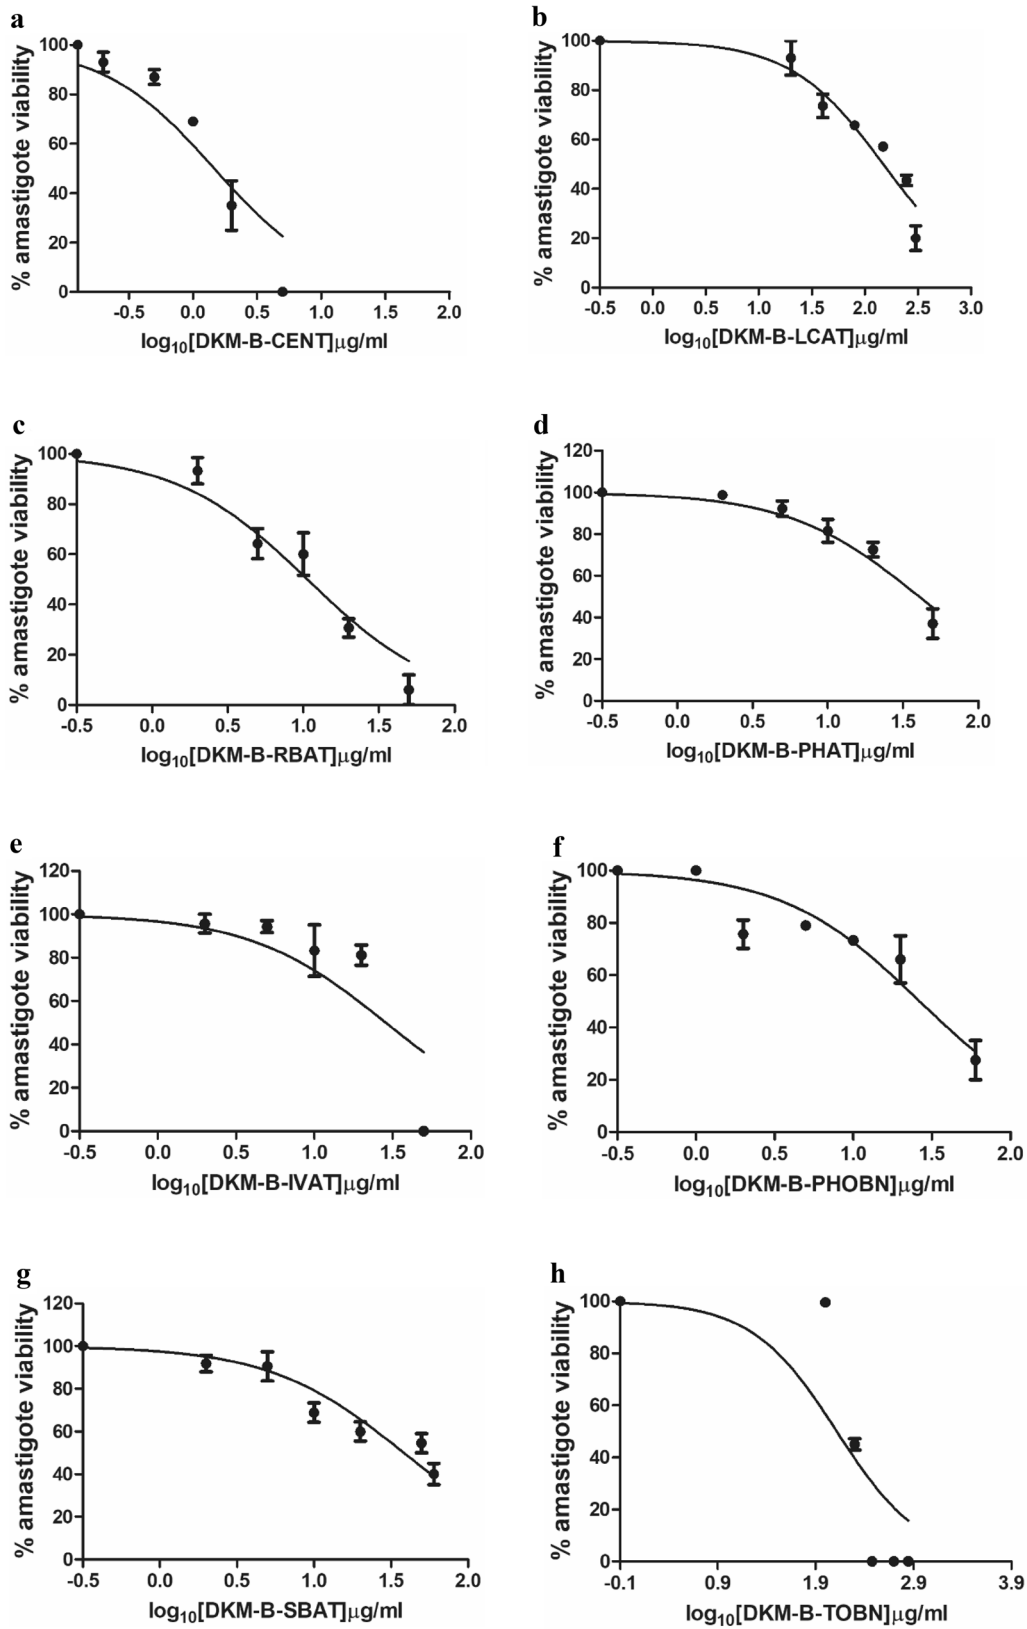 a
% amastigote viability
100
80
60
40
20
0
-0.5 0.0 0.5 1.0 1.5 2.0
log10[DKM-B-CENT]μg/ml
b
% amastigote viability
100
80
60
40
20
0
-0.5 0.0 0.5 1.0 1.5 2.0 2.5 3.0
log10[DKM-B-LCAT]μg/ml
c
% amastigote viability
100
80
60
40
20
0
-0.5 0.0 0.5 1.0 1.5 2.0
log10[DKM-B-RBAT]μg/ml
d
% amastigote viability
120
100
80
60
40
20
0
-0.5 0.0 0.5 1.0 1.5 2.0
log10[DKM-B-PHAT]μg/ml
e
% amastigote viability
120
100
80
60
40
20
0
-0.5 0.0 0.5 1.0 1.5 2.0
log10[DKM-B-IVAT]μg/ml
f
% amastigote viability
100
80
60
40
20
0
-0.5 0.0 0.5 1.0 1.5 2.0
log10[DKM-B-PHOBN]μg/ml
g
% amastigote viability
120
100
80
60
40
20
0
-0.5 0.0 0.5 1.0 1.5 2.0
log10[DKM-B-SBAT]μg/ml
h
% amastigote viability
100
80
60
40
20
0
-0.1 0.9 1.9 2.9 3.9
log10[DKM-B-TOBN]μg/ml